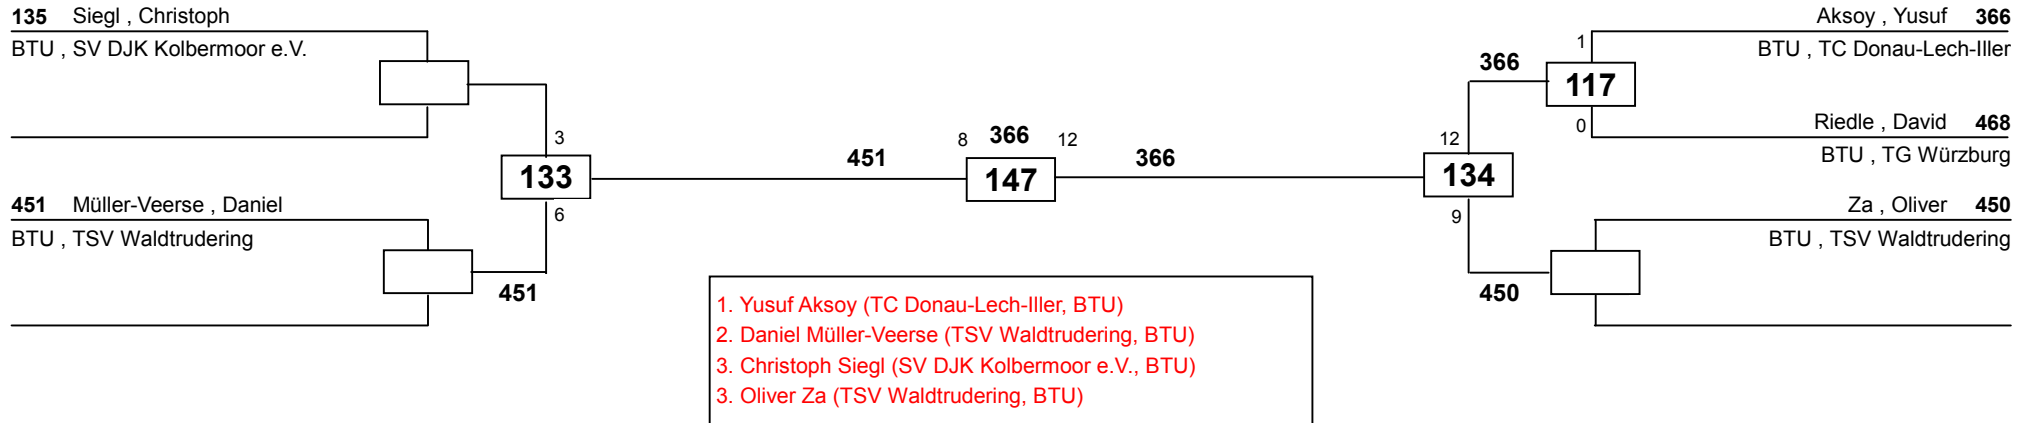 135 Siegl , Christoph
BTU , SV DJK Kolbermoor e.V.
3
133
6
451 Müller-Veerse , Daniel
BTU , TSV Waldtrudering
451
451
8 366 12
147
366
1. Yusuf Aksoy (TC Donau-Lech-Iller, BTU)
2. Daniel Müller-Veerse (TSV Waldtrudering, BTU)
3. Christoph Siegl (SV DJK Kolbermoor e.V., BTU)
3. Oliver Za (TSV Waldtrudering, BTU)
Aksoy , Yusuf 366
BTU , TC Donau-Lech-Iller
1
366
117
0
Riedle , David 468
BTU , TG Würzburg
12
134
9
Za , Oliver 450
BTU , TSV Waldtrudering
450